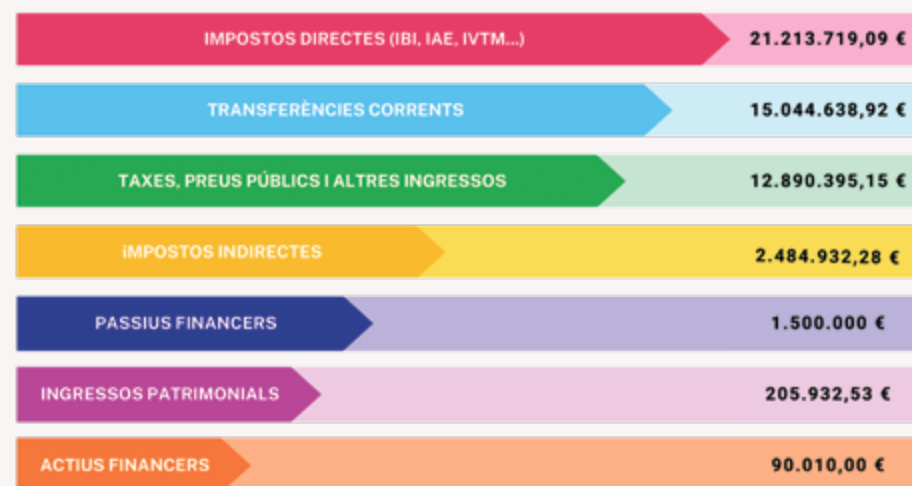 IMPOSTOS DIRECTES (IBI, IAE, IVTM...) 21.213.719,09 €
TRANSFERÈNCIES CORRENTS 15.044.638,92 €
TAXES, PREUS PÚBLICS I ALTRES INGRESSOS 12.890.395,15 €
iMPOSTOS INDIRECTES 2.484.932,28 €
PASSIUS FINANCERS 1.500.000 €
INGRESSOS PATRIMONIALS 205.932,53 €
ACTIUS FINANCERS 90.010,00 €